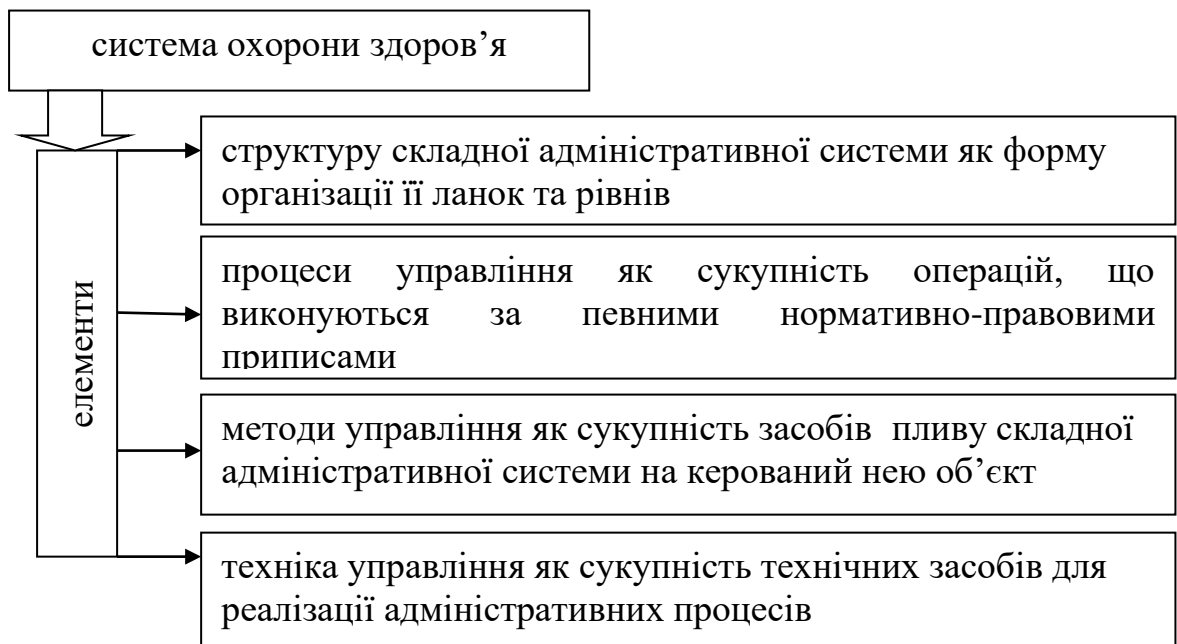 система охорони здоров’я
структуру складної адміністративної системи як форму
організації її ланок та рівнів
процеси управління як сукупність операцій, що
виконуються за певними нормативно-правовими
приписами
елементи
методи управління як сукупність засобів пливу складної
адміністративної системи на керований нею об’єкт
техніка управління як сукупність технічних засобів для
реалізації адміністративних процесів